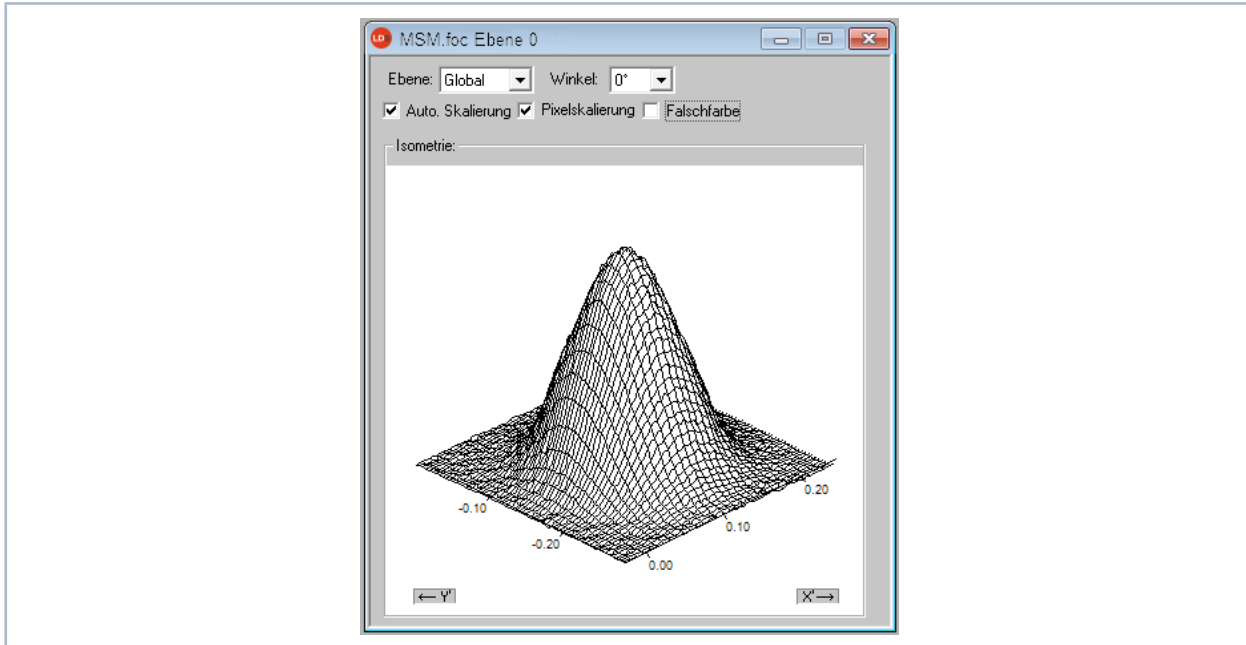 LD
MSM.foc Ebene 0
Ebene: Global Winkel: 0°
Auto. Skalierung Pixelskalierung Falschfarbe
Isometrie:
-0.10
-0.20
0.00
0.10
0.20
← Y' X' →